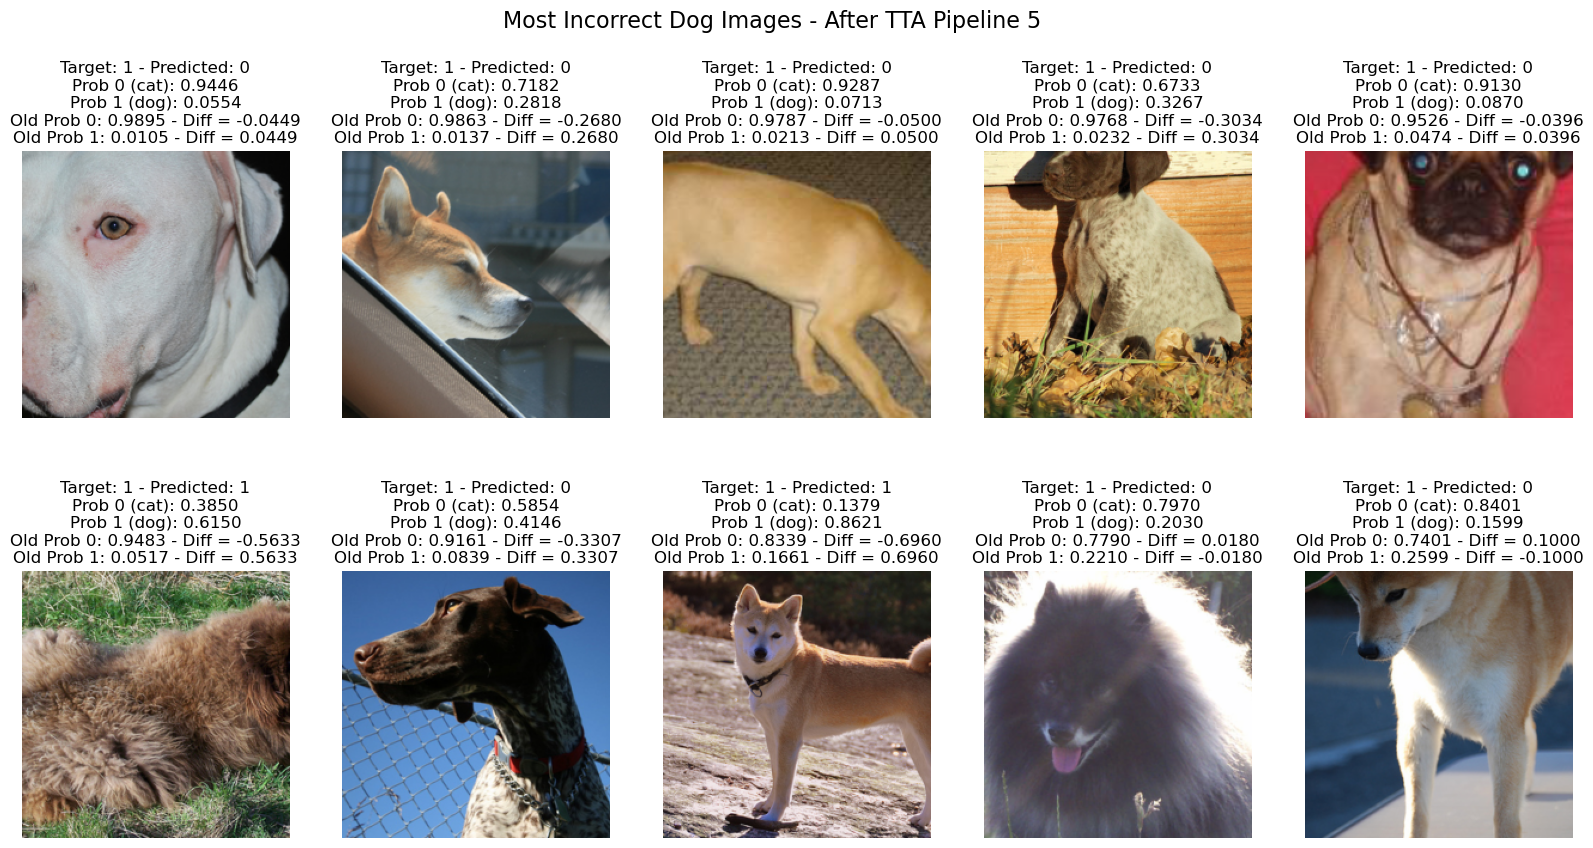 Most Incorrect Dog Images - After TTA Pipeline 5
Target: 1 - Predicted: 0
Prob 0 (cat): 0.9446
Prob 1 (dog): 0.0554
Old Prob 0: 0.9895 - Diff = -0.0449
Old Prob 1: 0.0105 - Diff = 0.0449
Target: 1 - Predicted: 0
Prob 0 (cat): 0.7182
Prob 1 (dog): 0.2818
Old Prob 0: 0.9863 - Diff = -0.2680
Old Prob 1: 0.0137 - Diff = 0.2680
Target: 1 - Predicted: 0
Prob 0 (cat): 0.9287
Prob 1 (dog): 0.0713
Old Prob 0: 0.9787 - Diff = -0.0500
Old Prob 1: 0.0213 - Diff = 0.0500
Target: 1 - Predicted: 0
Prob 0 (cat): 0.6733
Prob 1 (dog): 0.3267
Old Prob 0: 0.9768 - Diff = -0.3034
Old Prob 1: 0.0232 - Diff = 0.3034
Target: 1 - Predicted: 0
Prob 0 (cat): 0.9130
Prob 1 (dog): 0.0870
Old Prob 0: 0.9526 - Diff = -0.0396
Old Prob 1: 0.0474 - Diff = 0.0396
Target: 1 - Predicted: 1
Prob 0 (cat): 0.3850
Prob 1 (dog): 0.6150
Old Prob 0: 0.9483 - Diff = -0.5633
Old Prob 1: 0.0517 - Diff = 0.5633
Target: 1 - Predicted: 0
Prob 0 (cat): 0.5854
Prob 1 (dog): 0.4146
Old Prob 0: 0.9161 - Diff = -0.3307
Old Prob 1: 0.0839 - Diff = 0.3307
Target: 1 - Predicted: 1
Prob 0 (cat): 0.1379
Prob 1 (dog): 0.8621
Old Prob 0: 0.8339 - Diff = -0.6960
Old Prob 1: 0.1661 - Diff = 0.6960
Target: 1 - Predicted: 0
Prob 0 (cat): 0.7970
Prob 1 (dog): 0.2030
Old Prob 0: 0.7790 - Diff = 0.0180
Old Prob 1: 0.2210 - Diff = -0.0180
Target: 1 - Predicted: 0
Prob 0 (cat): 0.8401
Prob 1 (dog): 0.1599
Old Prob 0: 0.7401 - Diff = 0.1000
Old Prob 1: 0.2599 - Diff = -0.1000